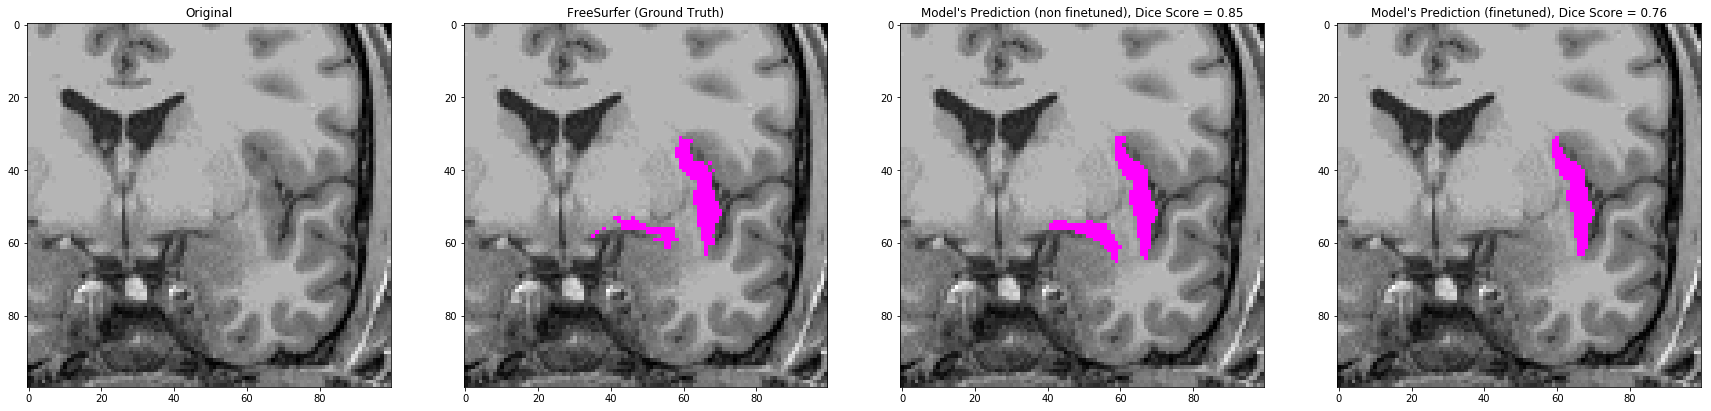 Original
FreeSurfer (Ground Truth)
Model's Prediction (non finetuned), Dice Score = 0.85
Model's Prediction (finetuned), Dice Score = 0.76
0
20
40
60
80
0 20 40 60 80
0
20
40
60
80
0 20 40 60 80
0
20
40
60
80
0 20 40 60 80
0
20
40
60
80
0 20 40 60 80